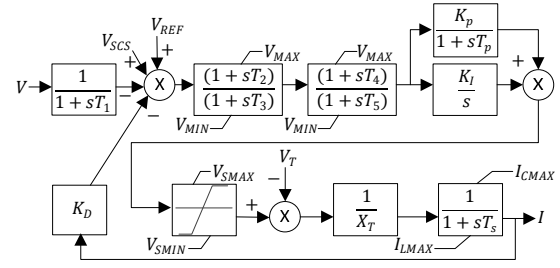 V_SCS
V_REF
+
+
V
1 / (1 + sT_1)
−
−
X
V_MAX
(1 + sT_2) / (1 + sT_3)
V_MIN
V_MAX
(1 + sT_4) / (1 + sT_5)
V_MIN
K_p / (1 + sT_p)
K_I / s
+
+
X
K_D
V_SMAX
V_SMIN
+
V_T
−
X
1 / X_T
I_CMAX
1 / (1 + sT_s)
I_LMAX
I